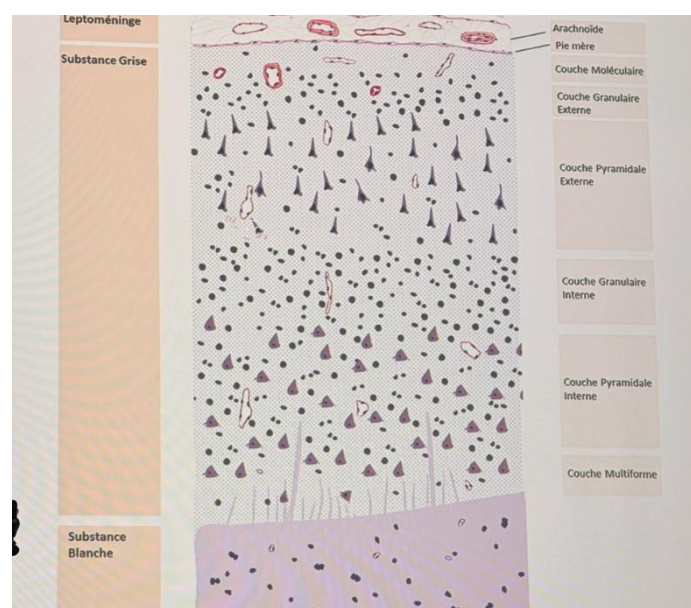 Leptoméninge
Substance Grise
Substance
Blanche
Arachnoïde
Pie mère
Couche Moléculaire
Couche Granulaire
Externe
Couche Pyramidale
Externe
Couche Granulaire
Interne
Couche Pyramidale
Interne
Couche Multiforme